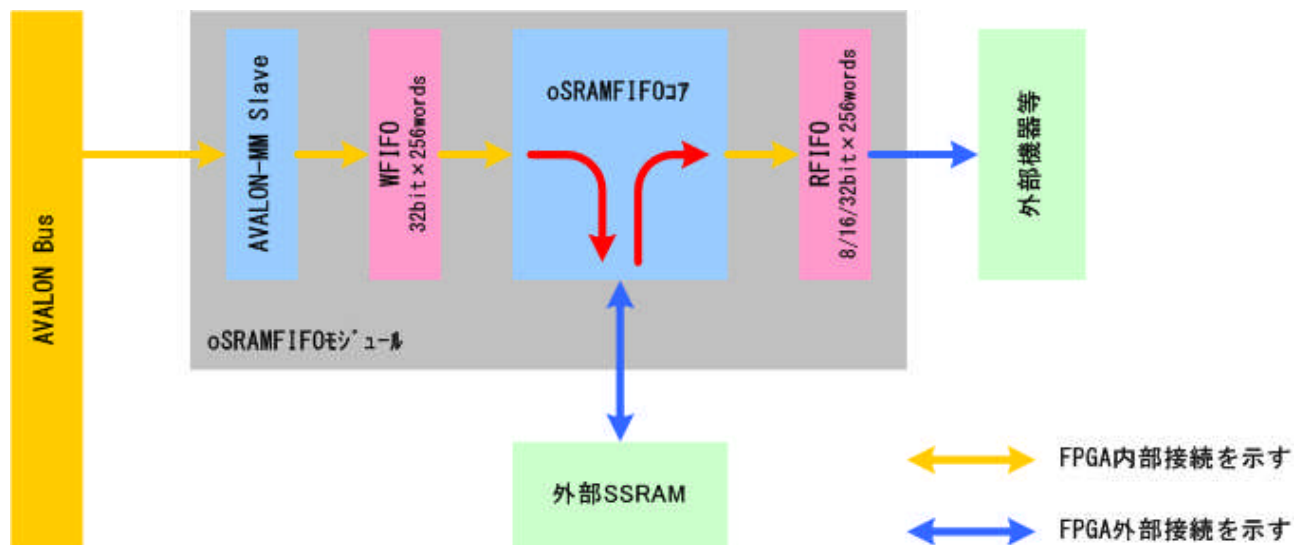 AVALON Bus
AVALON-MM Slave
WFIFO
32bit×256words
oSRAMFIFOｺｱ
RFIFO
8/16/32bit×256words
外部機器等
oSRAMFIFOﾓｼﾞｭｰﾙ
外部SSRAM
FPGA内部接続を示す
FPGA外部接続を示す